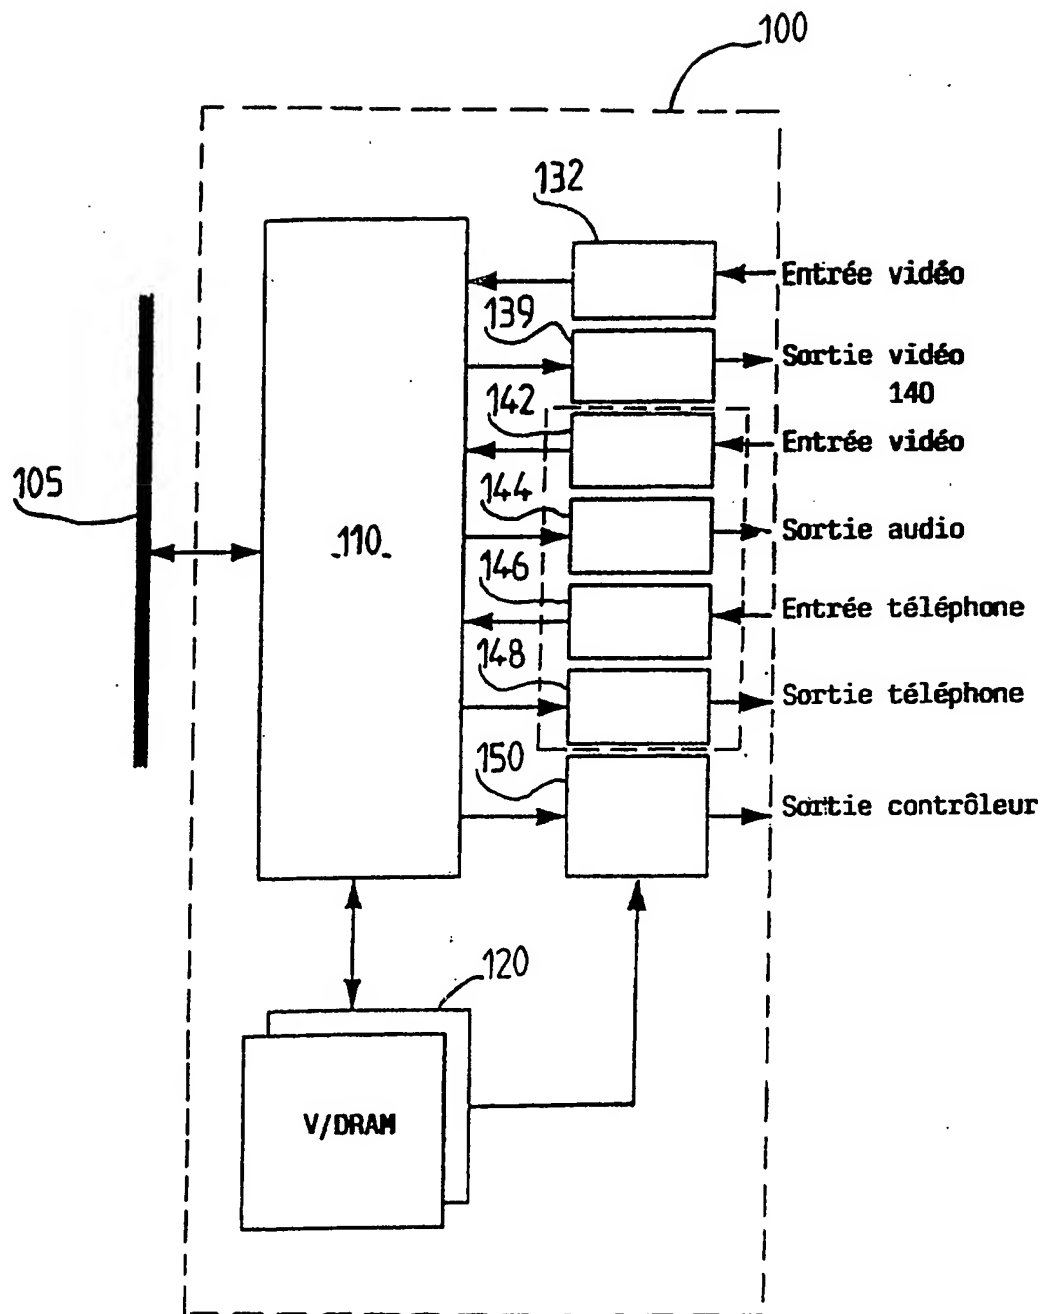 100
132
Entrée vidéo
139
Sortie vidéo
140
142
Entrée vidéo
105
144
Sortie audio
110
146
Entrée téléphone
148
Sortie téléphone
150
Sortie contrôleur
120
V/DRAM